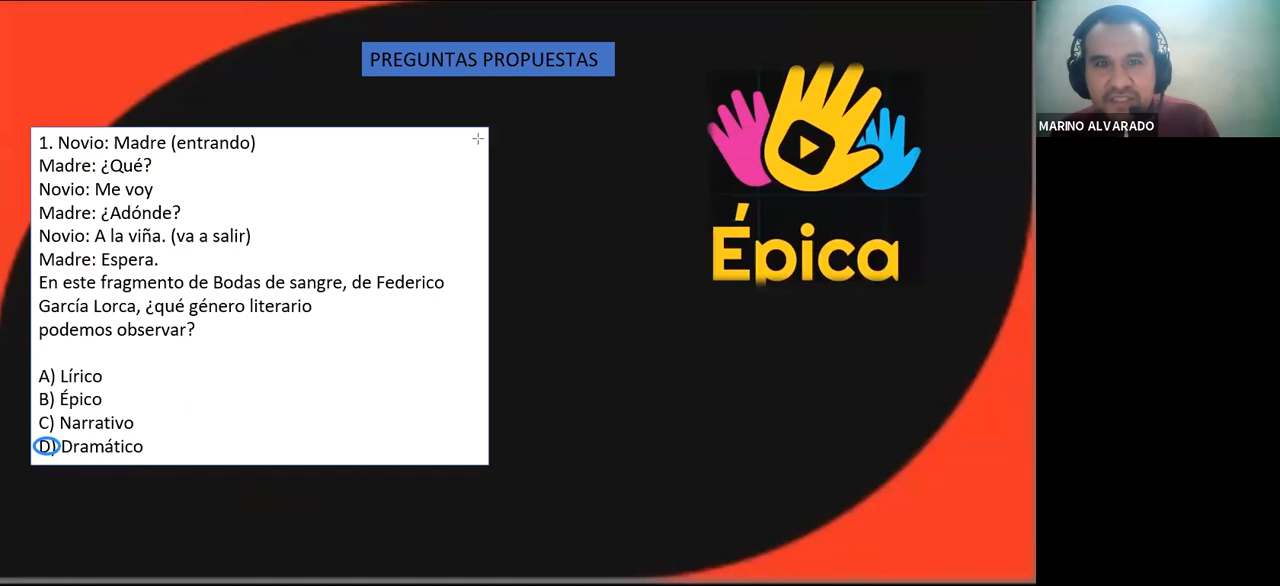 PREGUNTAS PROPUESTAS
1. Novio: Madre (entrando)
Madre: ¿Qué?
Novio: Me voy
Madre: ¿Adónde?
Novio: A la viña. (va a salir)
Madre: Espera.
En este fragmento de Bodas de sangre, de Federico
García Lorca, ¿qué género literario
podemos observar?
A) Lírico
B) Épico
C) Narrativo
D) Dramático
Épica
MARINO ALVARADO